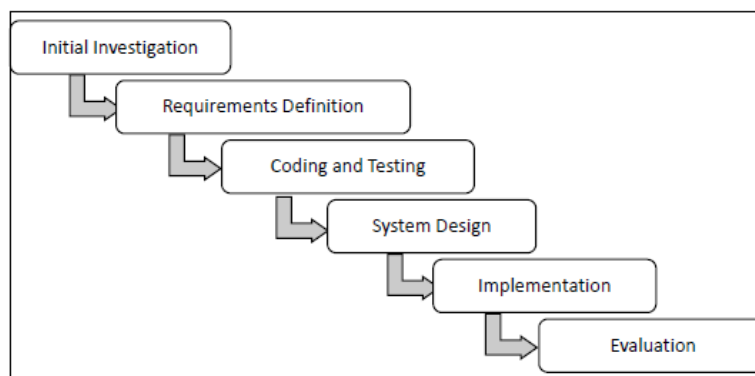 Initial Investigation
Requirements Definition
Coding and Testing
System Design
Implementation
Evaluation